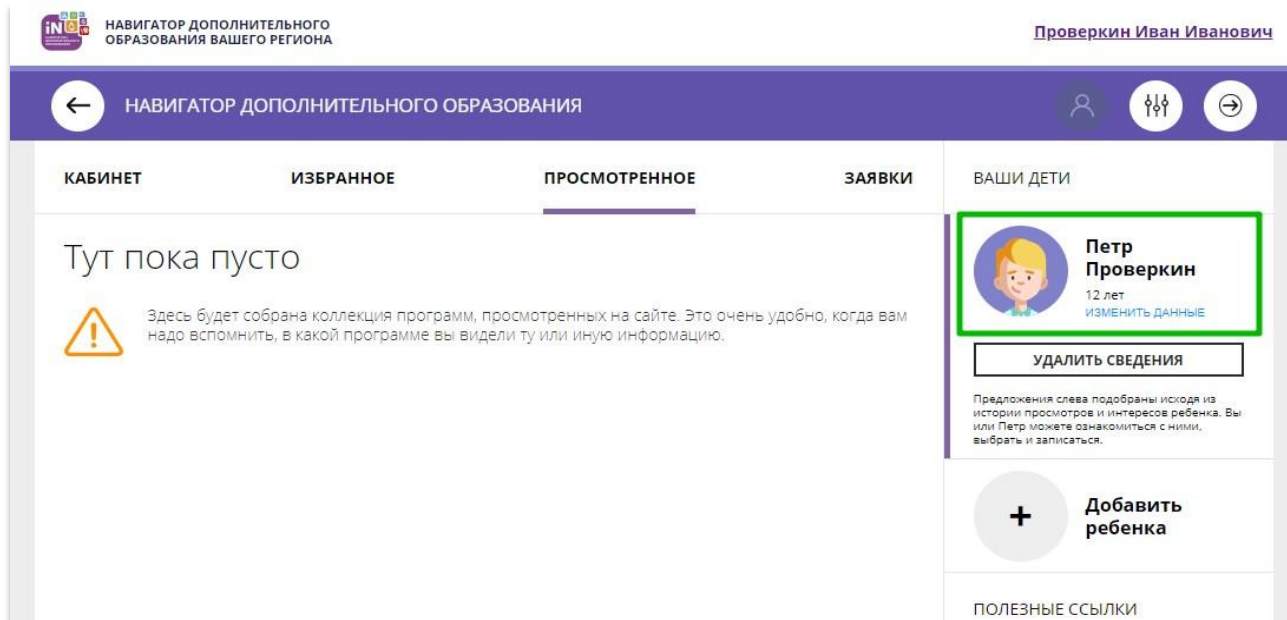 НАВИГАТОР ДОПОЛНИТЕЛЬНОГО
ОБРАЗОВАНИЯ ВАШЕГО РЕГИОНА
Проверкин Иван Иванович
НАВИГАТОР ДОПОЛНИТЕЛЬНОГО ОБРАЗОВАНИЯ
КАБИНЕТ
ИЗБРАННОЕ
ПРОСМОТРЕННОЕ
ЗАЯВКИ
Тут пока пусто
Здесь будет собрана коллекция программ, просмотренных на сайте. Это очень удобно, когда вам
надо вспомнить, в какой программе вы видели ту или иную информацию.
ВАШИ ДЕТИ
Петр
Проверкин
12 лет
ИЗМЕНИТЬ ДАННЫЕ
УДАЛИТЬ СВЕДЕНИЯ
Предложения слева подобраны исходя из
истории просмотров и интересов ребенка. Вы
или Петр можете ознакомиться с ними,
выбрать и записаться.
+
Добавить
ребенка
ПОЛЕЗНЫЕ ССЫЛКИ